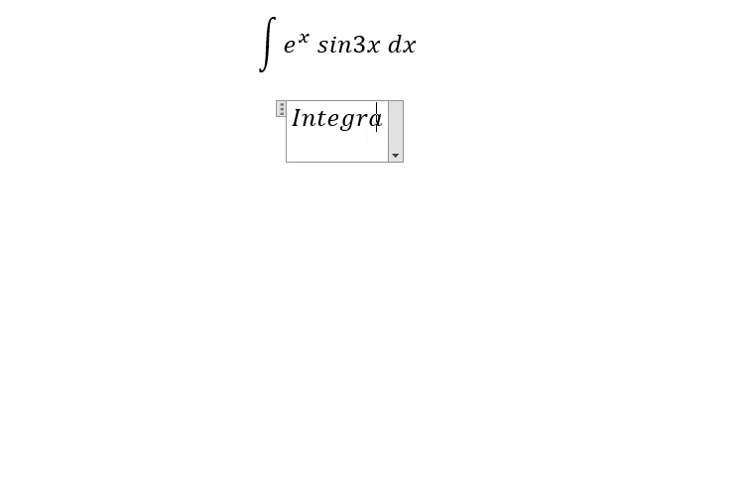 ∫ eˣ sin3x dx
Integra